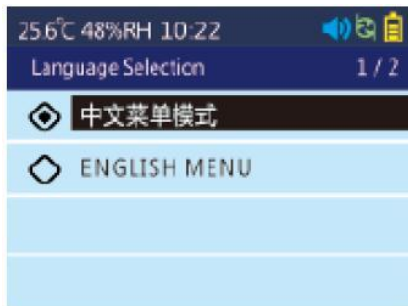 25.6℃ 48%RH 10:22
Language Selection 1/2
中文菜单模式
ENGLISH MENU